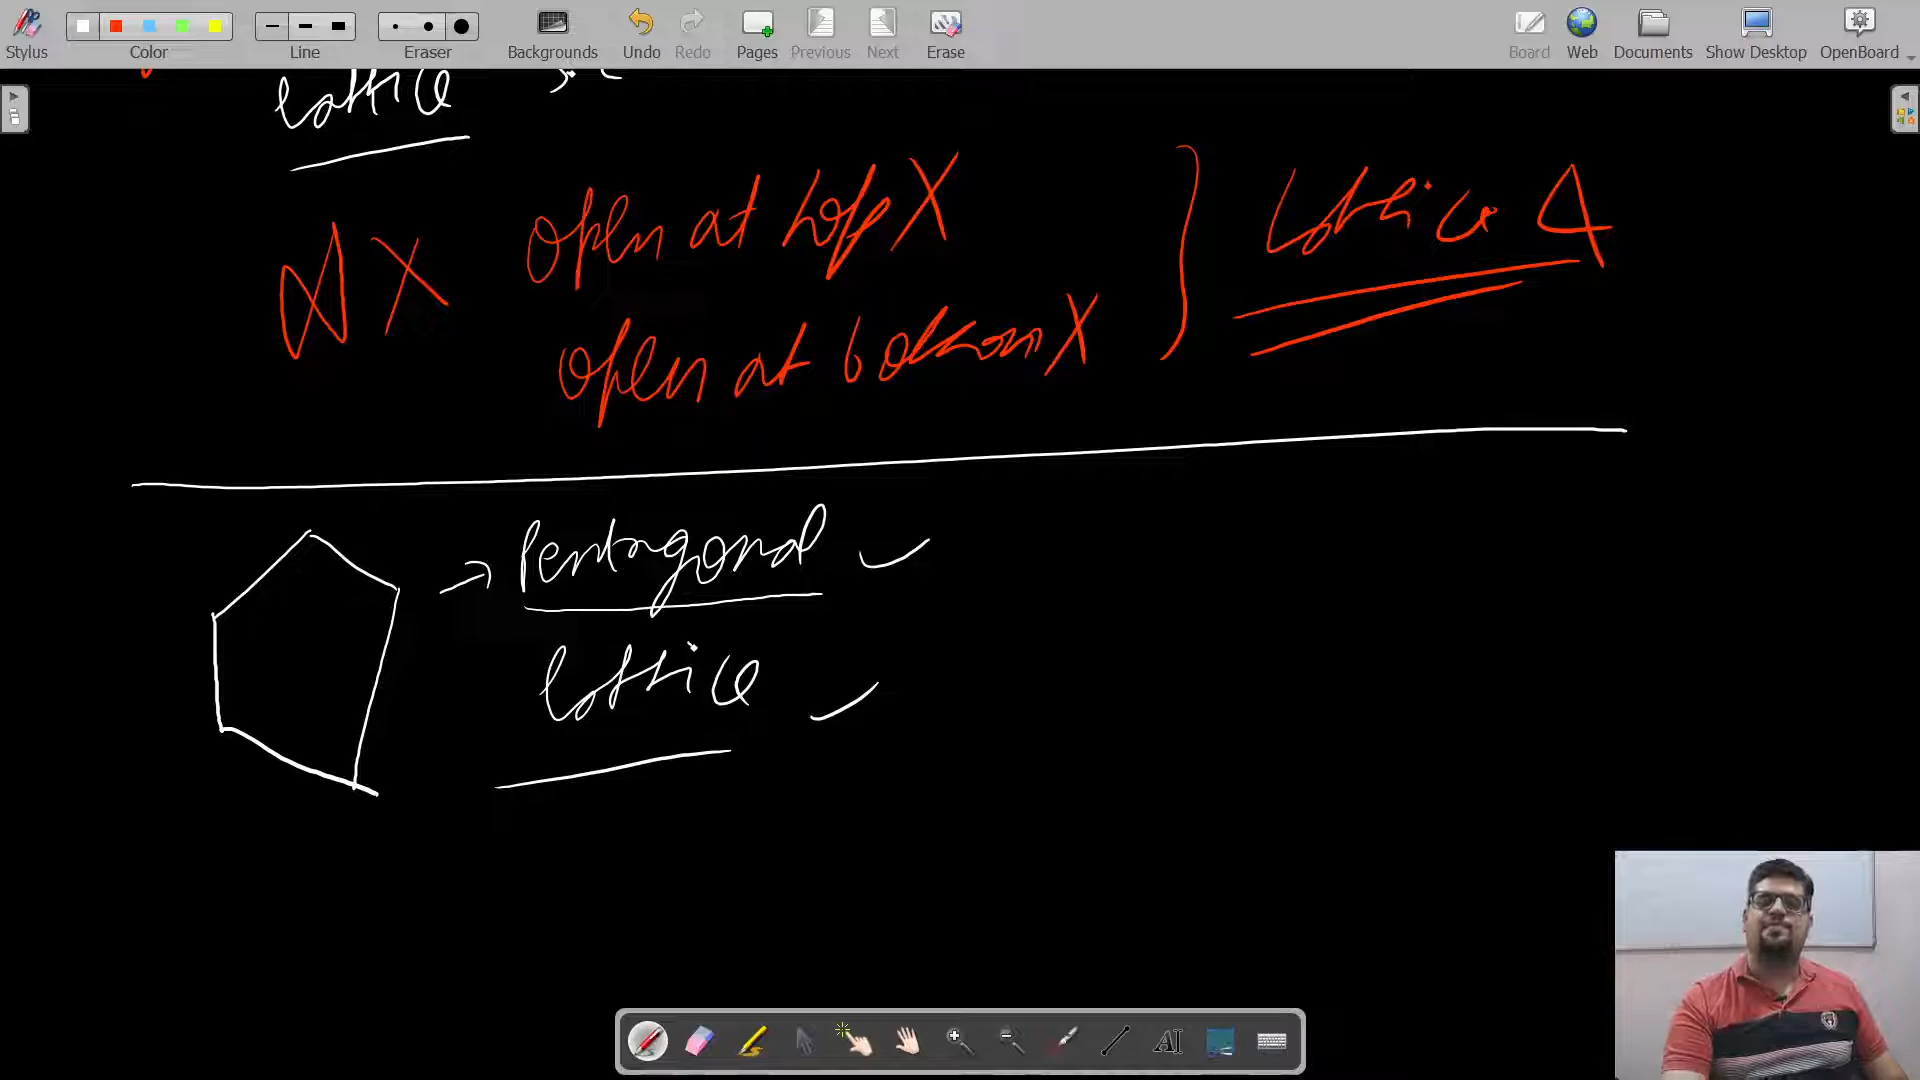 Stylus
Color
Line
Eraser
Backgrounds
Undo
Redo
Pages
Previous
Next
Erase
Board
Web
Documents
Show Desktop
OpenBoard
lattice
open at top X
lattice
open at bottom X
Pentagonal
lattice